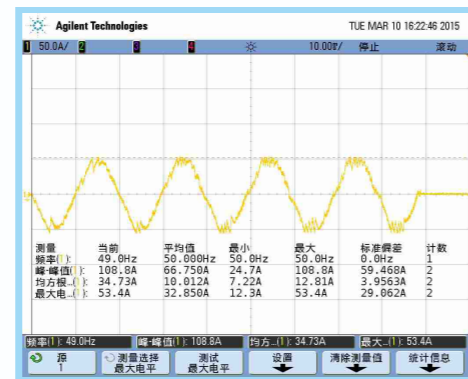 Agilent Technologies TUE MAR 10 16:22:46 2015
1 50.0A/ 2 3 4 10.00s/ 停止 滚动
测量 当前 平均值 最小 最大 标准偏差 计数
频率(1): 49.0Hz 50.000Hz 50.0Hz 50.0Hz 0.0Hz 1
峰-峰值(1): 108.8A 66.750A 24.7A 108.8A 59.468A 2
均方根...(1): 34.73A 10.012A 7.22A 12.81A 3.9563A 2
最大电...(1): 53.4A 32.850A 12.3A 53.4A 29.062A 2
频率(1): 49.0Hz 峰-峰值(1): 108.8A 均方...(1): 34.73A 最大...(1): 53.4A
源 测量选择 测试 设置 清除测量值 统计信息
1 最大电平 最大电平